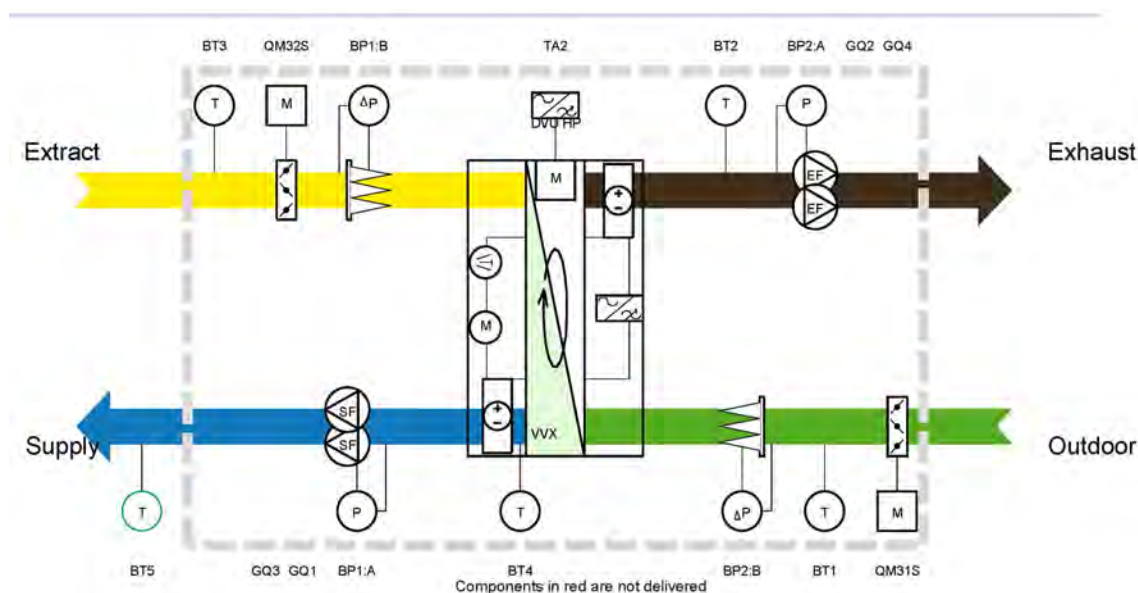 BT3 QM32S BP1:B TA2 BT2 BP2:A GQ2 GQ4
T M ΔP T P
DVU HP
Extract Exhaust
M EF
EF
M
SF
SF
VVX
Supply Outdoor
T P T ΔP T M
BT5 GQ3 GQ1 BP1:A BT4 BP2:B BT1 QM31S
Components in red are not delivered